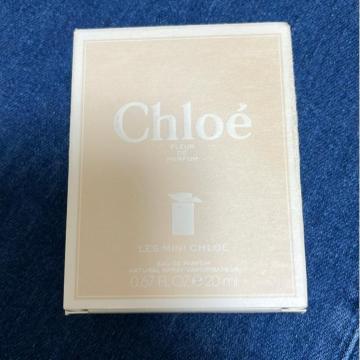 Chloé
FLEUR
DE
PARFUM
LES MINI CHLOÉ
EAU DE PARFUM
NATURAL SPRAY VAPORISATEUR
0.67 FL.OZ ℮ 20 ml